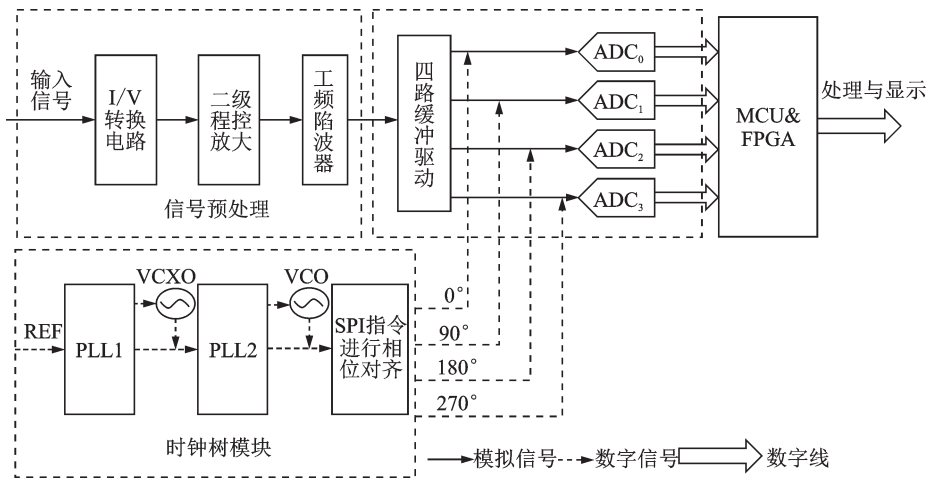 输入
信号
I/V
转换
电路
二级
程控
放大
工
频
陷
波
器
信号预处理
四
路
缓
冲
驱
动
ADC₀
ADC₁
ADC₂
ADC₃
MCU&
FPGA
处理与显示
REF
PLL1
VCXO
PLL2
VCO
SPI指令
进行相
位对齐
0°
90°
180°
270°
时钟树模块
模拟信号
数字信号
数字线